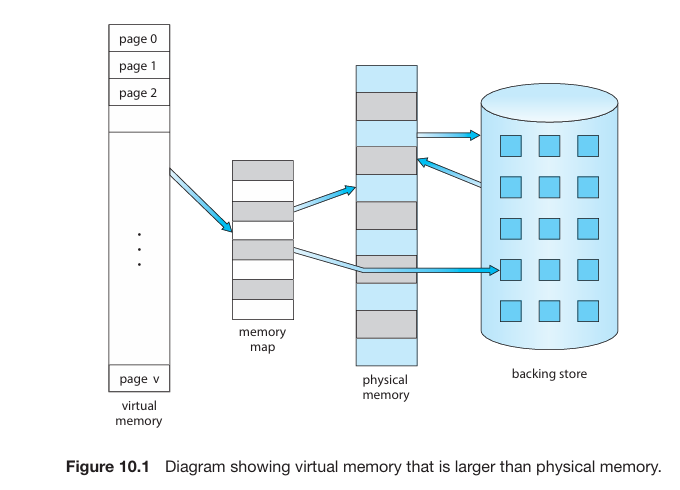 page 0
page 1
page 2
page v
virtual
memory
memory
map
physical
memory
backing store
Figure 10.1 Diagram showing virtual memory that is larger than physical memory.